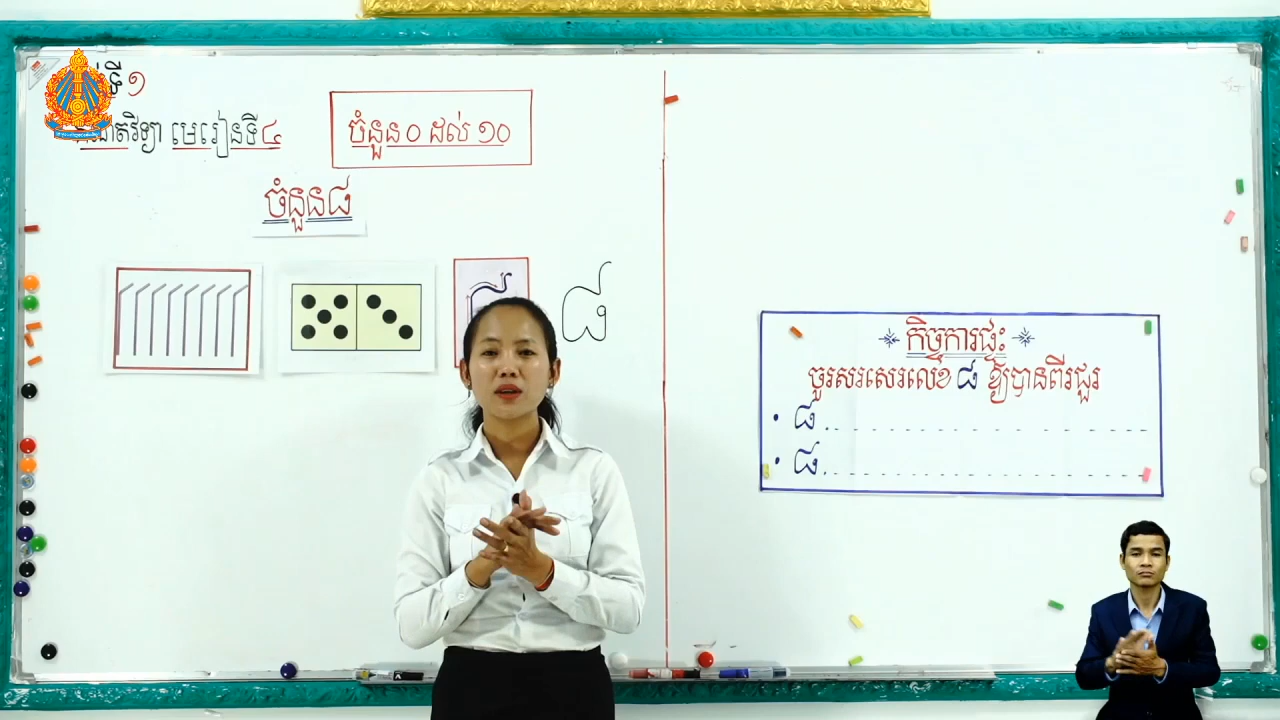 ទី១
គណិតវិទ្យា មេរៀនទី៤
ចំនួន០ ដល់ ១០
ចំនួន៨
៨ ៨
កិច្ចការផ្ទះ
ចូរសរសេរលេខ ៨ ឱ្យបានពីរជួរ
• ៨
• ៨